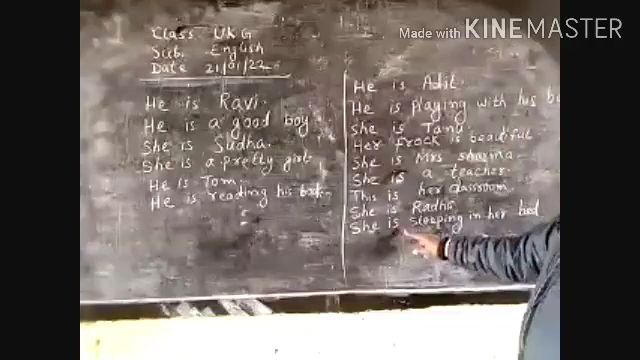 Made with KINEMASTER
Class UKG
Sub. English
Date 21/01/22
He is Ravi.
He is a good boy
She is Sudha.
She is a pretty girl.
He is Tom.
He is reading his book.
He is Adit.
He is playing with his
She is Tanu.
Her frock is beautiful
She is Mrs Sharma.
She is a teacher.
This is her classroom.
She is Radha
She is sleeping in her bed